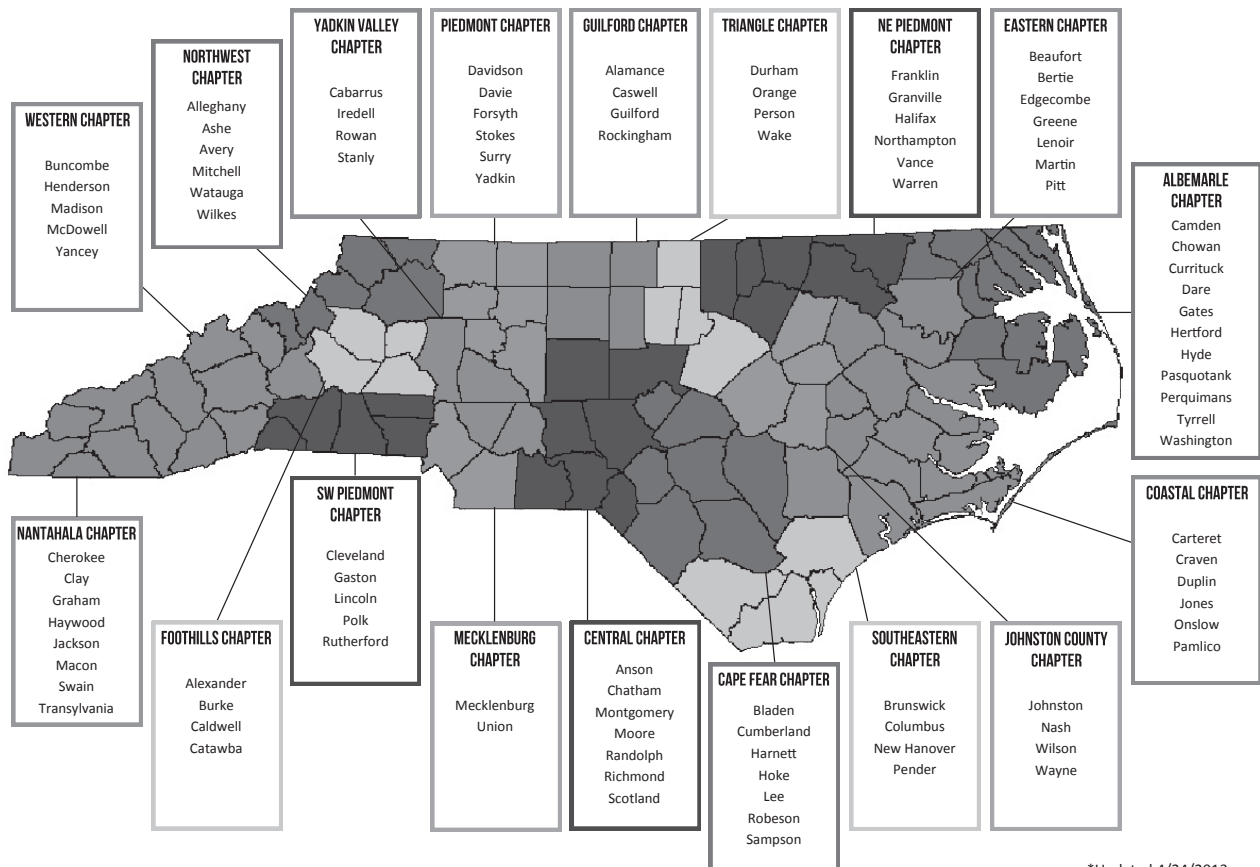 YADKIN VALLEY
CHAPTER
Cabarrus
Iredell
Rowan
Stanly
PIEDMONT CHAPTER
Davidson
Davie
Forsyth
Stokes
Surry
Yadkin
GUILFORD CHAPTER
Alamance
Caswell
Guilford
Rockingham
TRIANGLE CHAPTER
Durham
Orange
Person
Wake
NE PIEDMONT
CHAPTER
Franklin
Granville
Halifax
Northampton
Vance
Warren
EASTERN CHAPTER
Beaufort
Bertie
Edgecombe
Greene
Lenoir
Martin
Pitt
NORTHWEST
CHAPTER
Alleghany
Ashe
Avery
Mitchell
Watauga
Wilkes
WESTERN CHAPTER
Buncombe
Henderson
Madison
McDowell
Yancey
ALBEMARLE
CHAPTER
Camden
Chowan
Currituck
Dare
Gates
Hertford
Hyde
Pasquotank
Perquimans
Tyrrell
Washington
NANTAHALA CHAPTER
Cherokee
Clay
Graham
Haywood
Jackson
Macon
Swain
Transylvania
SW PIEDMONT
CHAPTER
Cleveland
Gaston
Lincoln
Polk
Rutherford
COASTAL CHAPTER
Carteret
Craven
Duplin
Jones
Onslow
Pamlico
FOOTHILLS CHAPTER
Alexander
Burke
Caldwell
Catawba
MECKLENBURG
CHAPTER
Mecklenburg
Union
CENTRAL CHAPTER
Anson
Chatham
Montgomery
Moore
Randolph
Richmond
Scotland
CAPE FEAR CHAPTER
Bladen
Cumberland
Harnett
Hoke
Lee
Robeson
Sampson
SOUTHEASTERN
CHAPTER
Brunswick
Columbus
New Hanover
Pender
JOHNSTON COUNTY
CHAPTER
Johnston
Nash
Wilson
Wayne
*Updated 4/24/2013